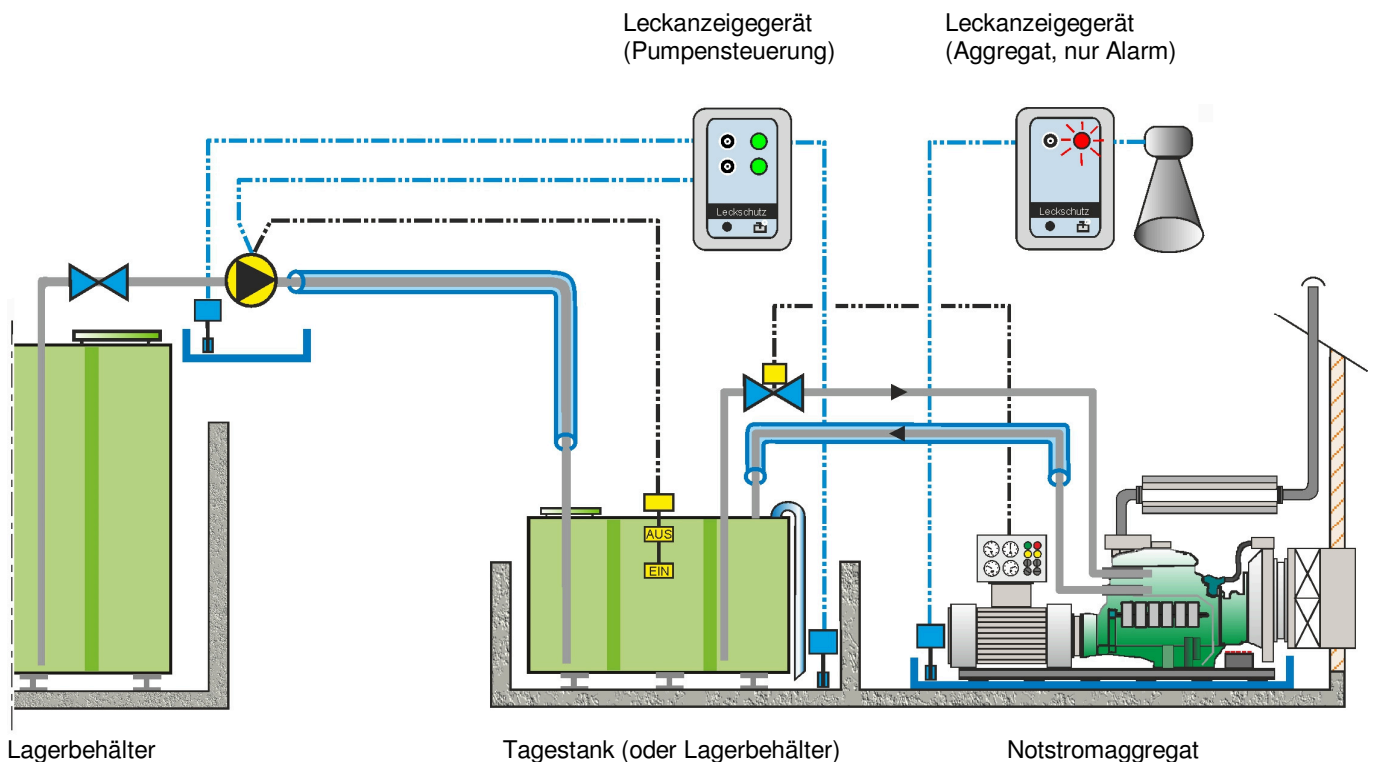 Leckanzeigegerät
(Pumpensteuerung)
Leckanzeigegerät
(Aggregat, nur Alarm)
Leckschutz
Leckschutz
AUS
EIN
Lagerbehälter
Tagestank (oder Lagerbehälter)
Notstromaggregat